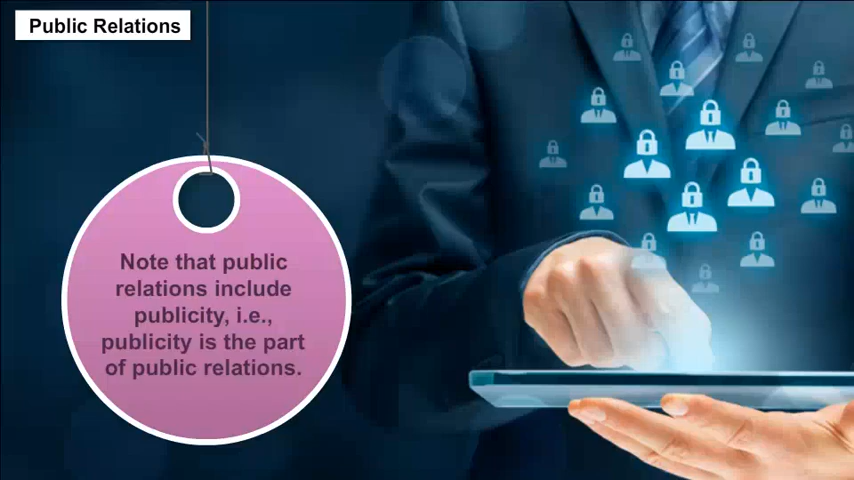 Public Relations
Note that public
relations include
publicity, i.e.,
publicity is the part
of public relations.